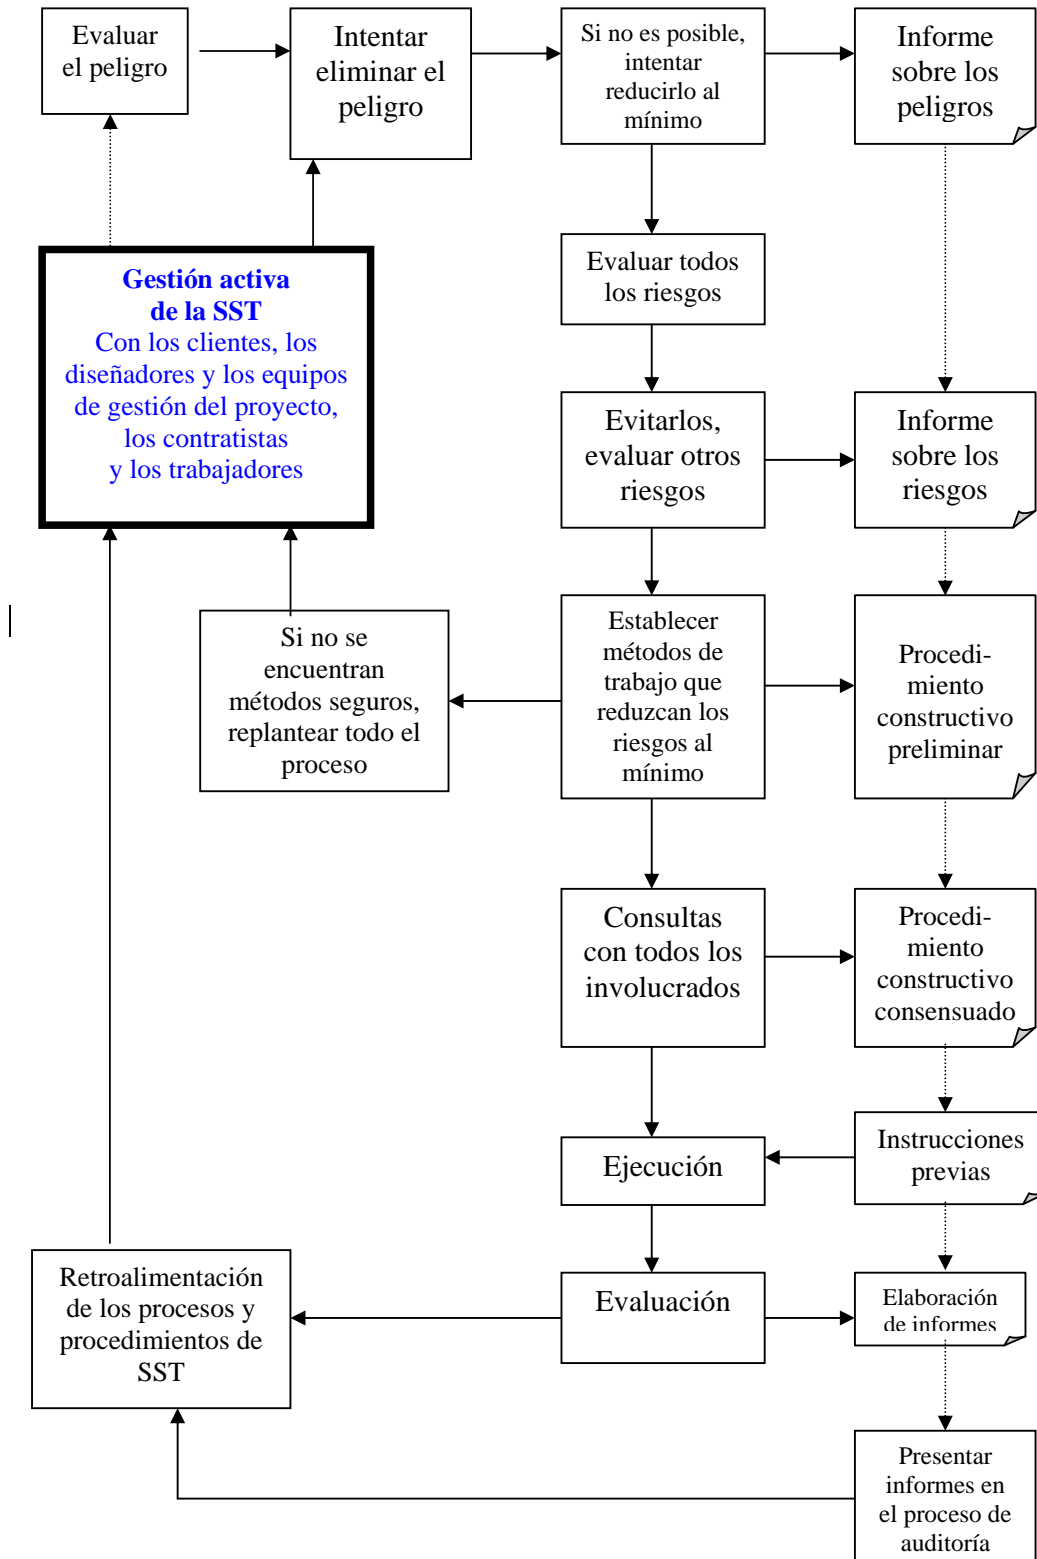 Evaluar
el peligro
Intentar
eliminar el
peligro
Si no es posible,
intentar
reducirlo al
mínimo
Informe
sobre los
peligros
Evaluar todos
los riesgos
Gestión activa
de la SST
Con los clientes, los
diseñadores y los equipos
de gestión del proyecto,
los contratistas
y los trabajadores
Evitarlos,
evaluar otros
riesgos
Informe
sobre los
riesgos
Si no se
encuentran
métodos seguros,
replantear todo el
proceso
Establecer
métodos de
trabajo que
reduzcan los
riesgos al
mínimo
Procedi-
miento
constructivo
preliminar
Consultas
con todos los
involucrados
Procedi-
miento
constructivo
consensuado
Ejecución
Instrucciones
previas
Retroalimentación
de los procesos y
procedimientos de
SST
Evaluación
Elaboración
de informes
Presentar
informes en
el proceso de
auditoría